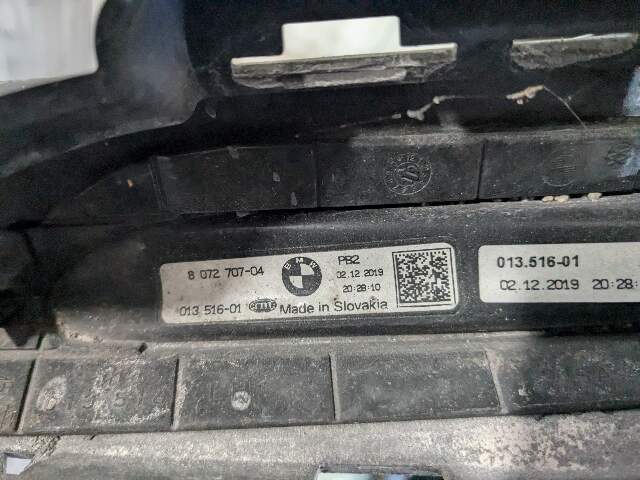 8 072 707-04
BMW
PB2
02.12.2019
20:28:10
013 516-01
Made in Slovakia
013.516-01
02.12.2019 20:28